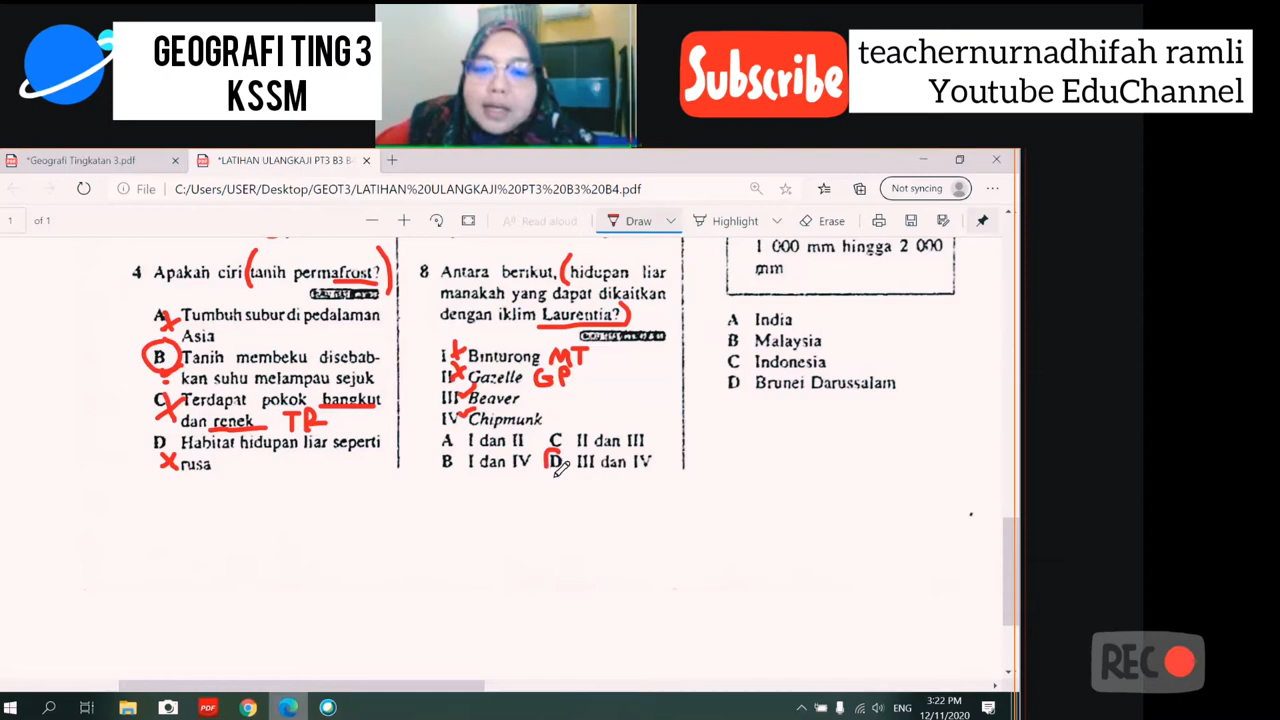 GEOGRAFI TING 3
KSSM
Subscribe
teachernurnadhifah ramli
Youtube EduChannel
*Geografi Tingkatan 3.pdf
*LATIHAN ULANGKAJI PT3 B3 B
File
C:/Users/USER/Desktop/GEOT3/LATIHAN%20ULANGKAJI%20PT3%20B3%20B4.pdf
Not syncing
1 of 1
Read aloud
Draw
Highlight
Erase
4 Apakah ciri tanih permafrost?
A Tumbuh subur di pedalaman
Asia
B Tanih membeku disebab-
kan suhu melampau sejuk
C Terdapat pokok bangkut
dan renek TR
D Habitat hidupan liar seperti
rusa
8 Antara berikut, hidupan liar
manakah yang dapat dikaitkan
dengan iklim Laurentia?
I Binturong MT
II Gazelle GP
III Beaver
IV Chipmunk
A I dan II C II dan III
B I dan IV D III dan IV
1 000 mm hingga 2 000
mm
A India
B Malaysia
C Indonesia
D Brunei Darussalam
REC
PDF
ENG
3:22 PM
12/11/2020